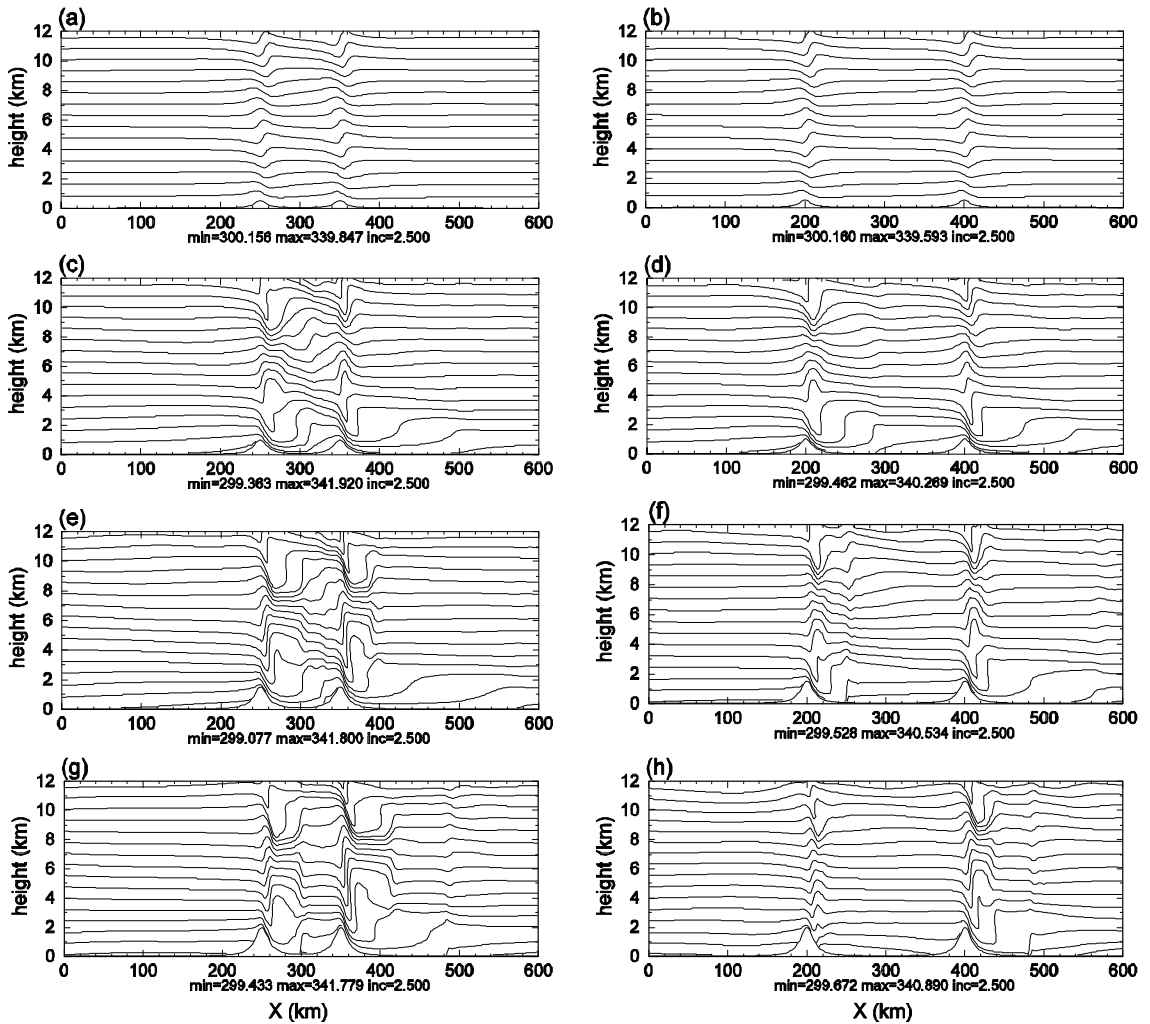 (a)
(b)
height (km)
12
10
8
6
4
2
0
0 100 200 300 400 500 600
min=300.156 max=339.847 inc=2.500
height (km)
12
10
8
6
4
2
0
0 100 200 300 400 500 600
min=300.160 max=339.593 inc=2.500
(c)
(d)
height (km)
12
10
8
6
4
2
0
0 100 200 300 400 500 600
min=299.363 max=341.920 inc=2.500
height (km)
12
10
8
6
4
2
0
0 100 200 300 400 500 600
min=299.462 max=340.269 inc=2.500
(e)
(f)
height (km)
12
10
8
6
4
2
0
0 100 200 300 400 500 600
min=299.077 max=341.800 inc=2.500
height (km)
12
10
8
6
4
2
0
0 100 200 300 400 500 600
min=299.528 max=340.534 inc=2.500
(g)
(h)
height (km)
12
10
8
6
4
2
0
0 100 200 300 400 500 600
min=299.433 max=341.779 inc=2.500
X (km)
height (km)
12
10
8
6
4
2
0
0 100 200 300 400 500 600
min=299.672 max=340.890 inc=2.500
X (km)